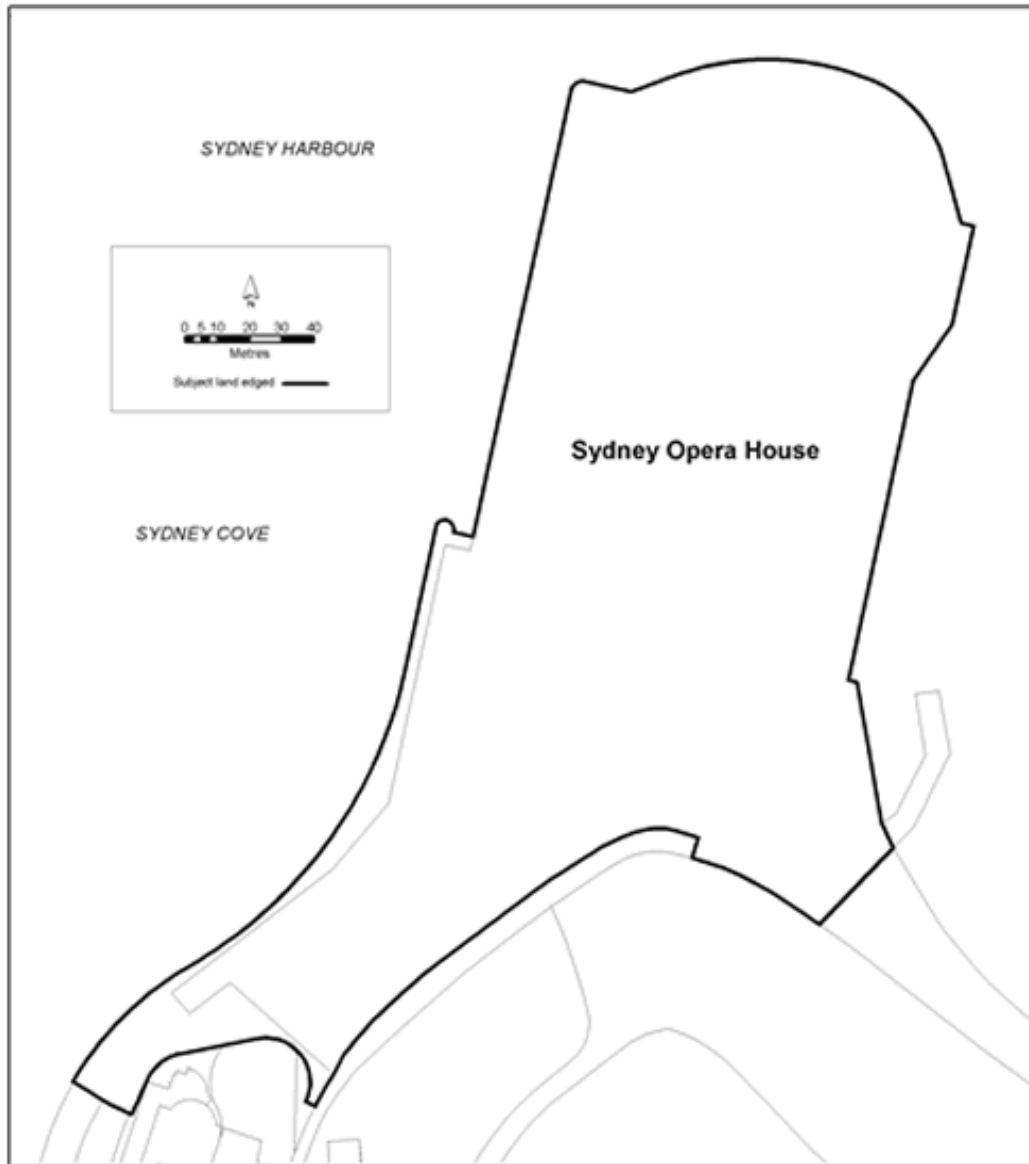 SYDNEY HARBOUR
N
0 5 10 20 30 40
Metres
Subject land edged
Sydney Opera House
SYDNEY COVE